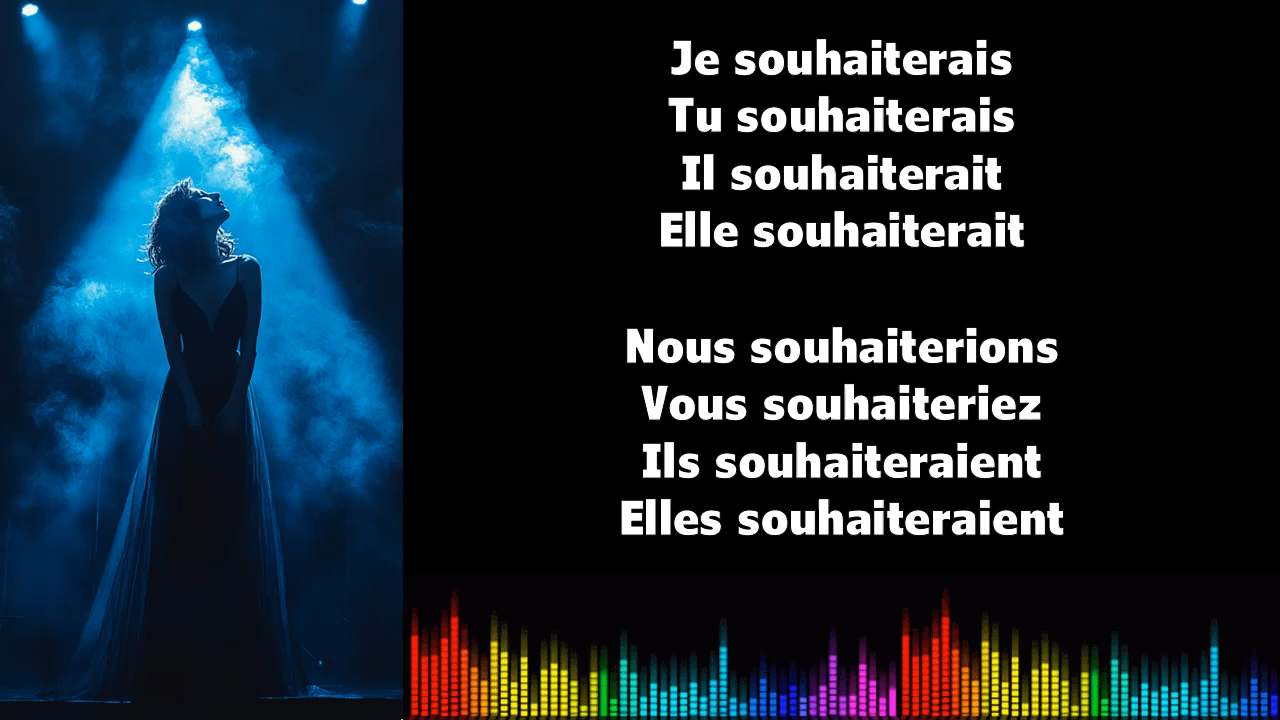 Je souhaiterais
Tu souhaiterais
Il souhaiterait
Elle souhaiterait
Nous souhaiterions
Vous souhaiteriez
Ils souhaiteraient
Elles souhaiteraient